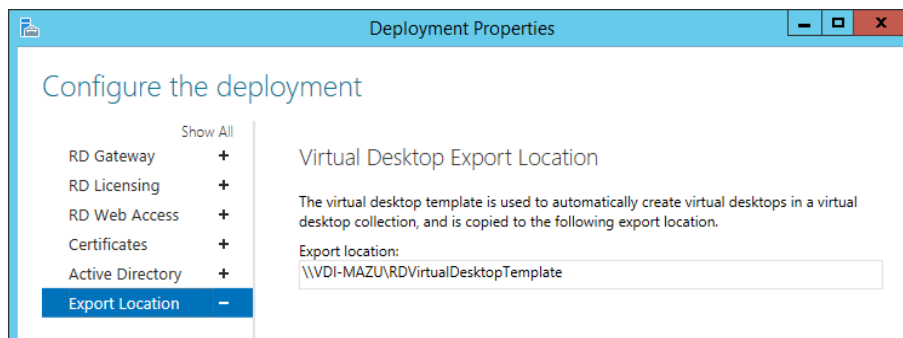 Deployment Properties
Configure the deployment
Show All
RD Gateway +
RD Licensing +
RD Web Access +
Certificates +
Active Directory +
Export Location –
Virtual Desktop Export Location
The virtual desktop template is used to automatically create virtual desktops in a virtual
desktop collection, and is copied to the following export location.
Export location:
\\VDI-MAZU\RDVirtualDesktopTemplate